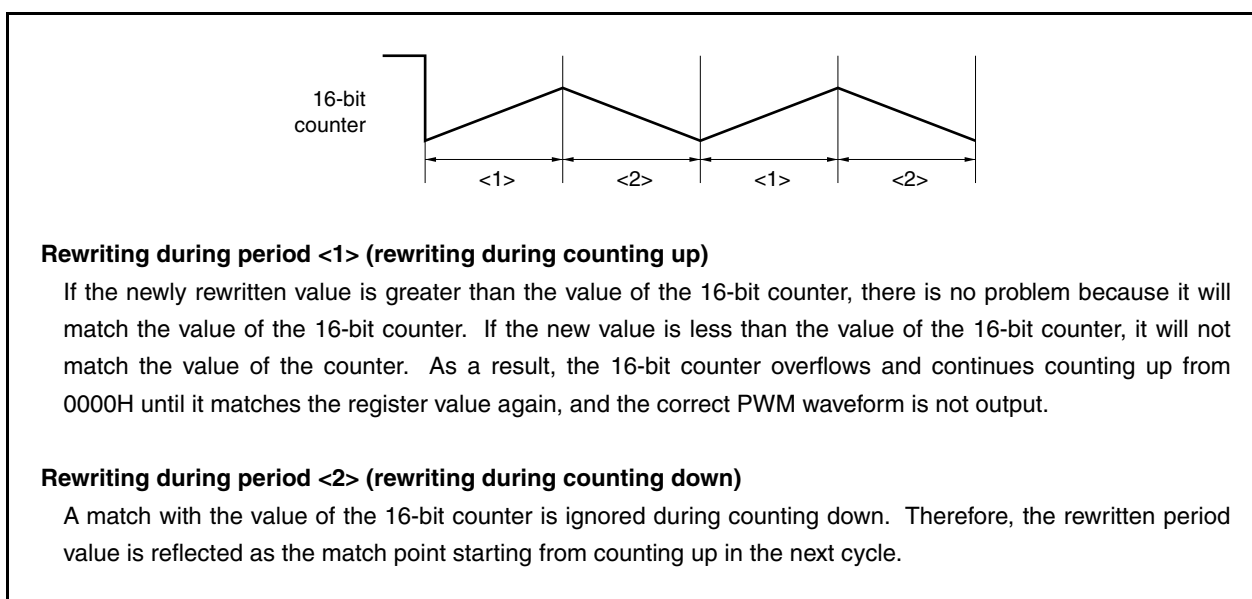 16-bit
counter
<1>
<2>
<1>
<2>
Rewriting during period <1> (rewriting during counting up)
If the newly rewritten value is greater than the value of the 16-bit counter, there is no problem because it will
match the value of the 16-bit counter. If the new value is less than the value of the 16-bit counter, it will not
match the value of the counter. As a result, the 16-bit counter overflows and continues counting up from
0000H until it matches the register value again, and the correct PWM waveform is not output.
Rewriting during period <2> (rewriting during counting down)
A match with the value of the 16-bit counter is ignored during counting down. Therefore, the rewritten period
value is reflected as the match point starting from counting up in the next cycle.